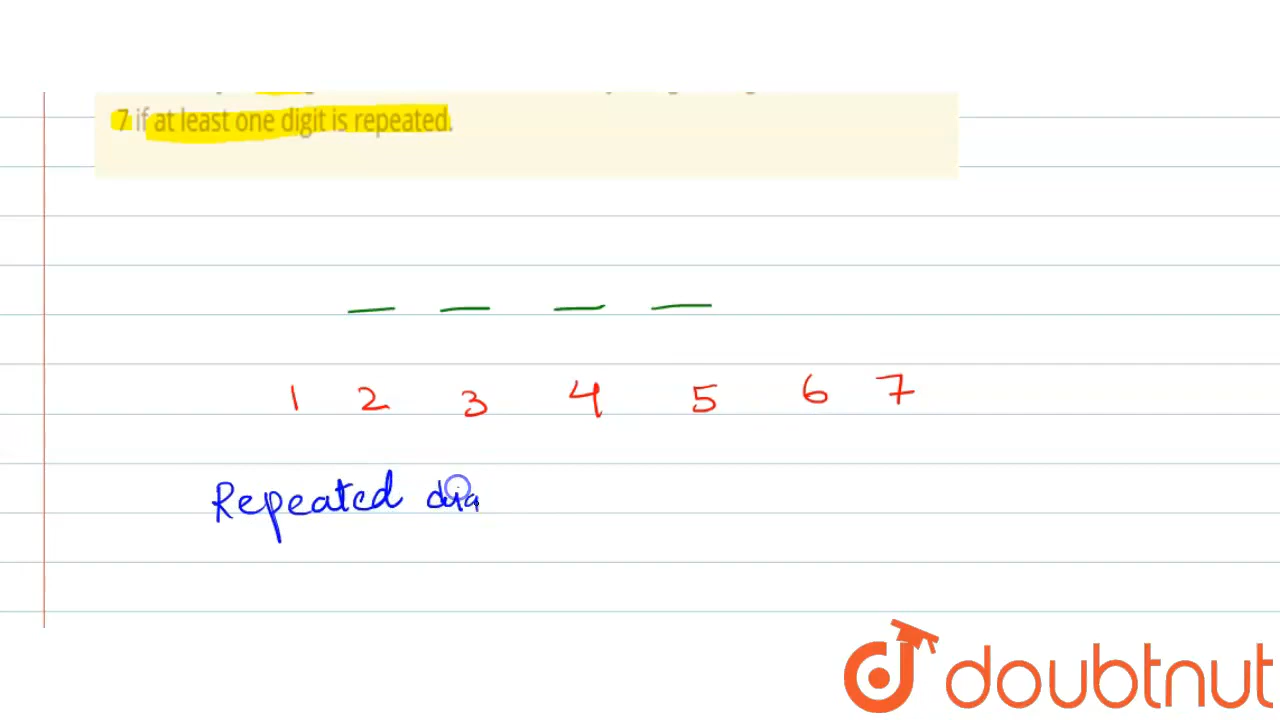 7 if at least one digit is repeated.
1 2 3 4 5 6 7
Repeated
doubtnut